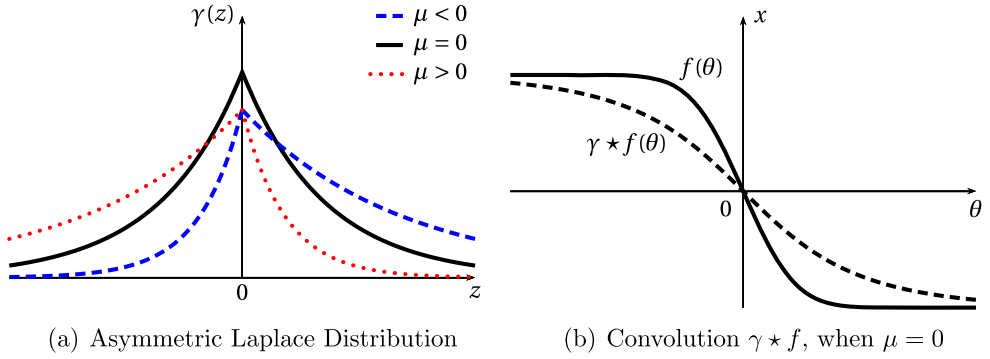 γ(z)
μ < 0
μ = 0
μ > 0
0
z
(a) Asymmetric Laplace Distribution
x
f(θ)
γ ⋆ f(θ)
0
θ
(b) Convolution γ ⋆ f, when μ = 0